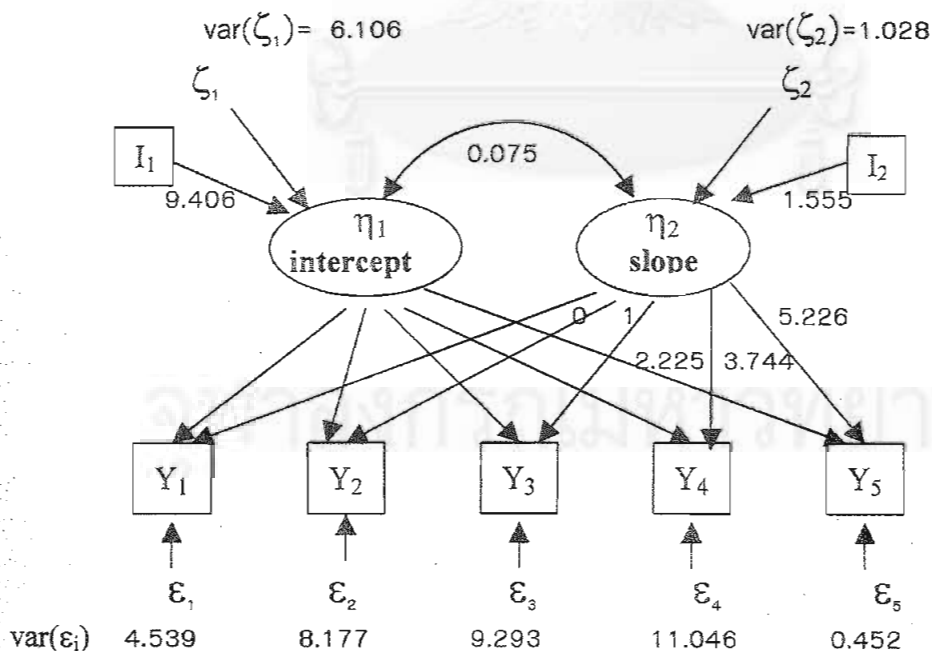 var(ζ₁)= 6.106
var(ζ₂)=1.028
ζ₁
ζ₂
I₁
0.075
I₂
9.406
1.555
η₁
intercept
η₂
slope
0
1
5.226
2.225
3.744
Y₁
Y₂
Y₃
Y₄
Y₅
ε₁
ε₂
ε₃
ε₄
ε₅
var(εᵢ) 4.539 8.177 9.293 11.046 0.452